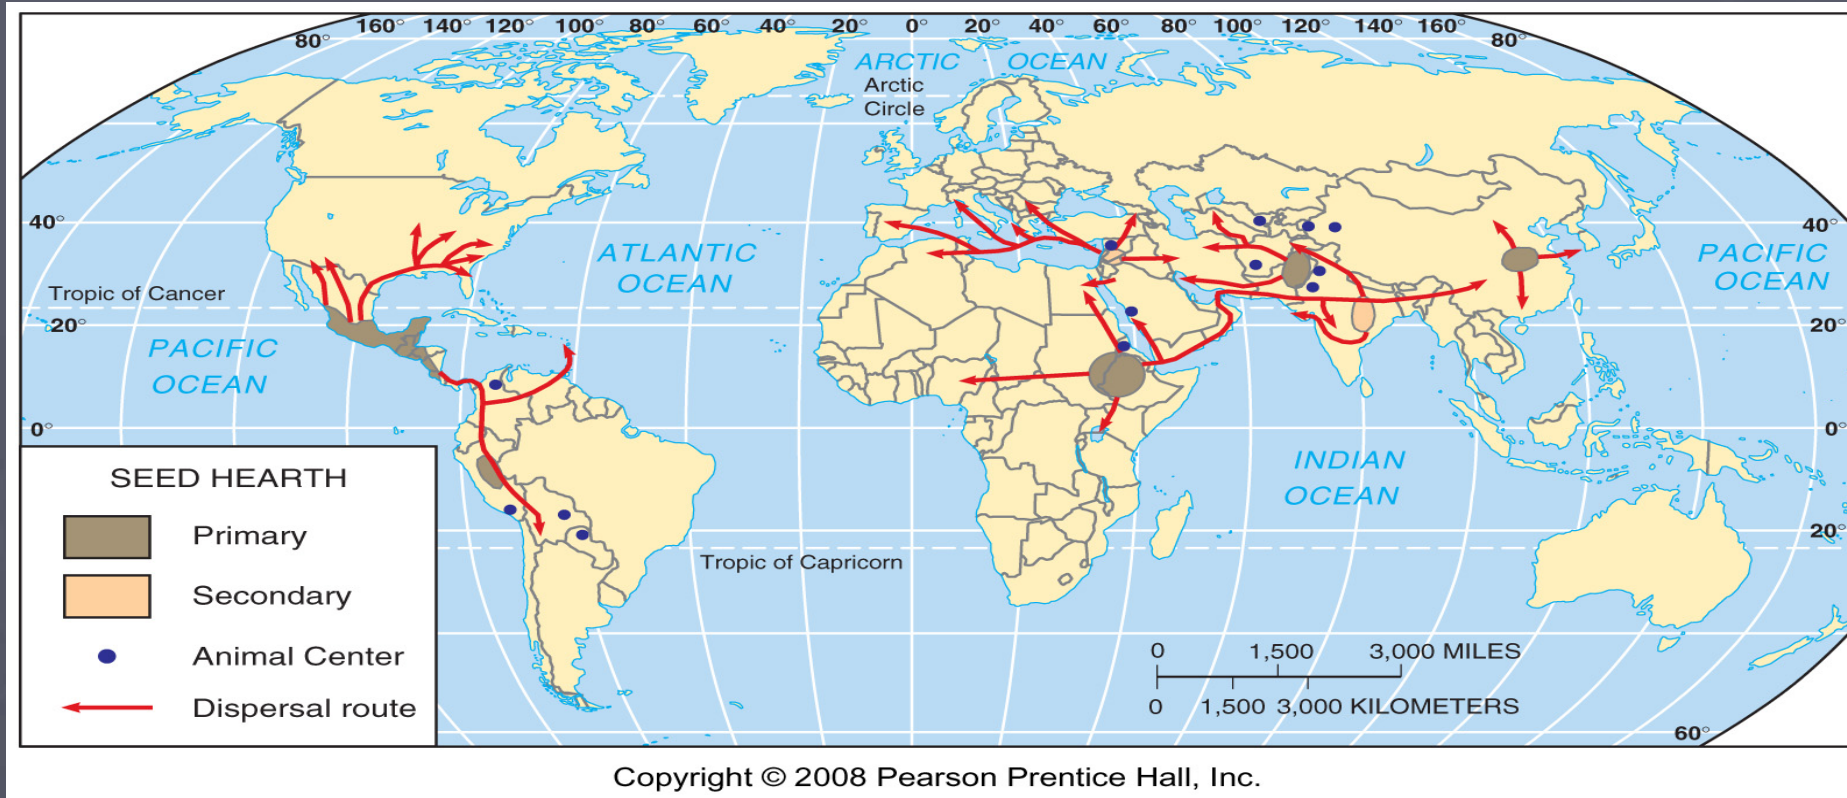 160° 140° 120° 100° 80° 60° 40° 20° 0° 20° 40° 60° 80° 100° 120° 140° 160°
80° 80°
ARCTIC OCEAN
Arctic
Circle
40° 40°
ATLANTIC
OCEAN
PACIFIC
OCEAN
Tropic of Cancer
20° 20°
PACIFIC
OCEAN
0° 0°
INDIAN
OCEAN
20°
Tropic of Capricorn
SEED HEARTH
Primary
Secondary
Animal Center
Dispersal route
0 1,500 3,000 MILES
0 1,500 3,000 KILOMETERS
60°
Copyright © 2008 Pearson Prentice Hall, Inc.